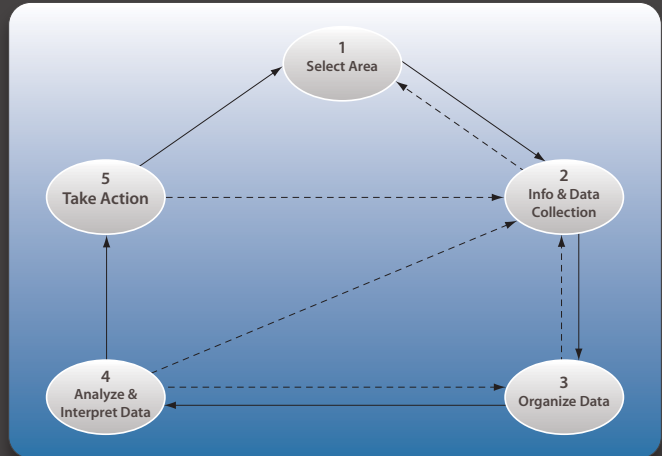 1
Select Area
2
Info & Data
Collection
3
Organize Data
4
Analyze &
Interpret Data
5
Take Action